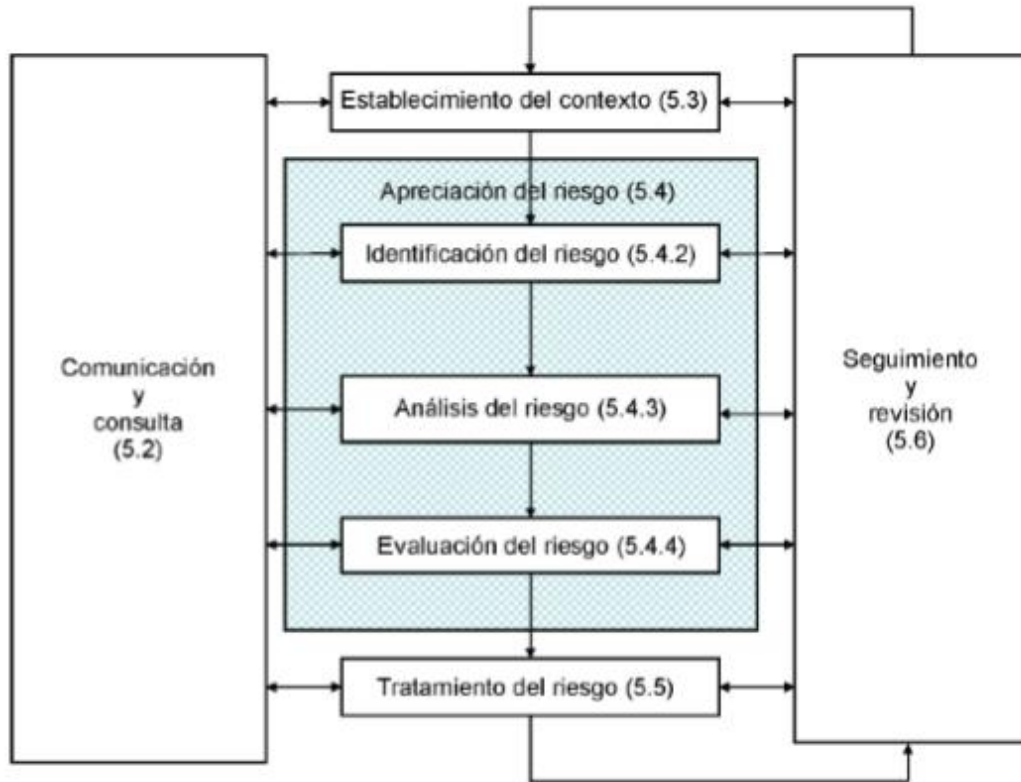 Establecimiento del contexto (5.3)
Apreciación del riesgo (5.4)
Identificación del riesgo (5.4.2)
Comunicación
y
consulta
(5.2)
Análisis del riesgo (5.4.3)
Seguimiento
y
revisión
(5.6)
Evaluación del riesgo (5.4.4)
Tratamiento del riesgo (5.5)